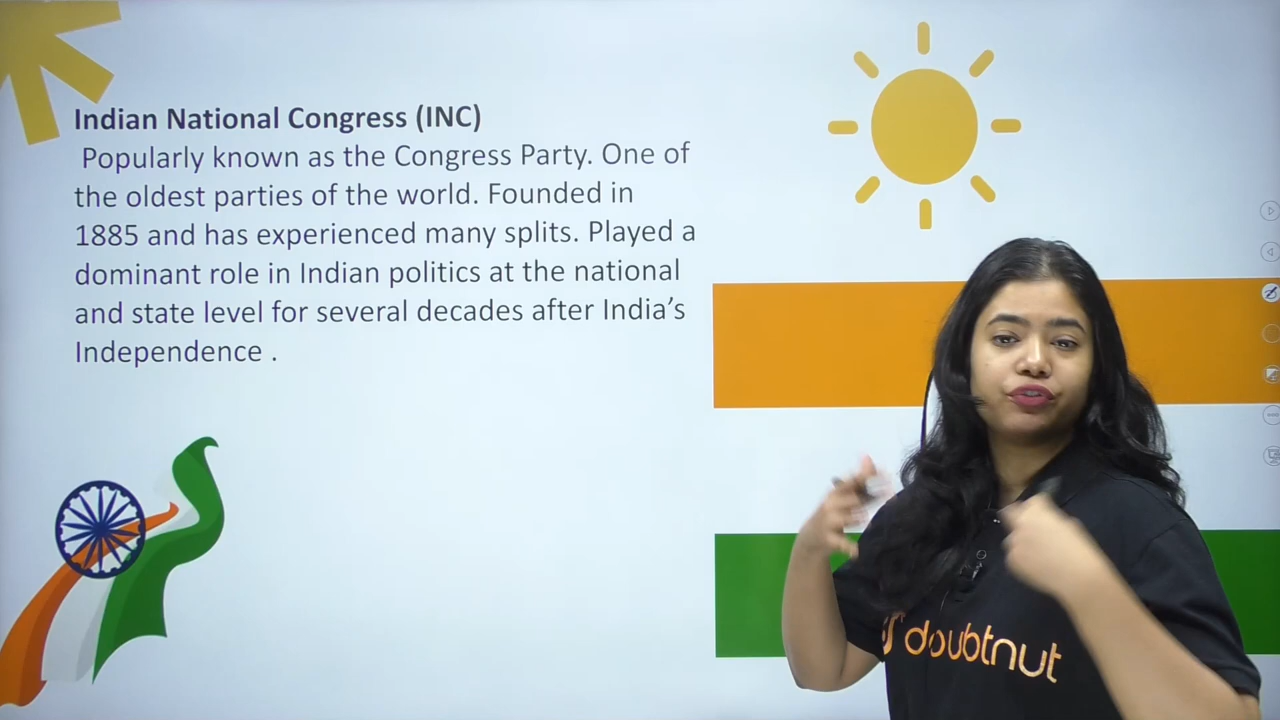 Indian National Congress (INC)
Popularly known as the Congress Party. One of
the oldest parties of the world. Founded in
1885 and has experienced many splits. Played a
dominant role in Indian politics at the national
and state level for several decades after India’s
Independence .
doubtnut